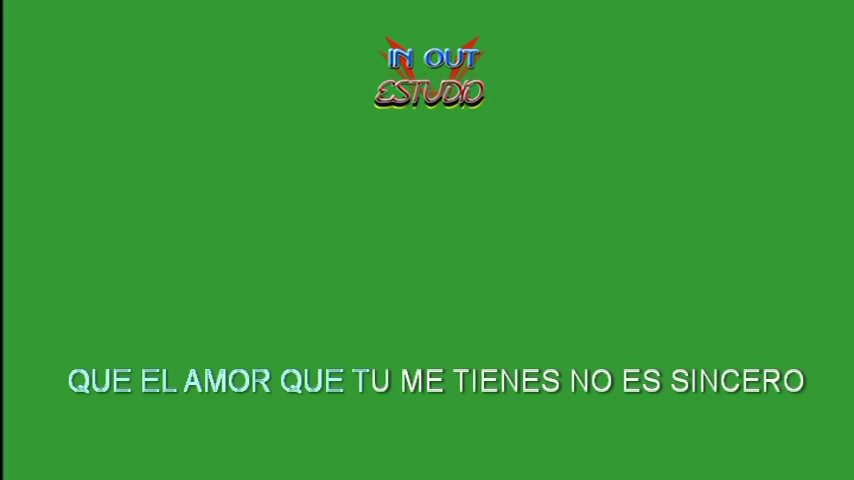 IN OUT
ESTUDIO
QUE EL AMOR QUE TU ME TIENES NO ES SINCERO